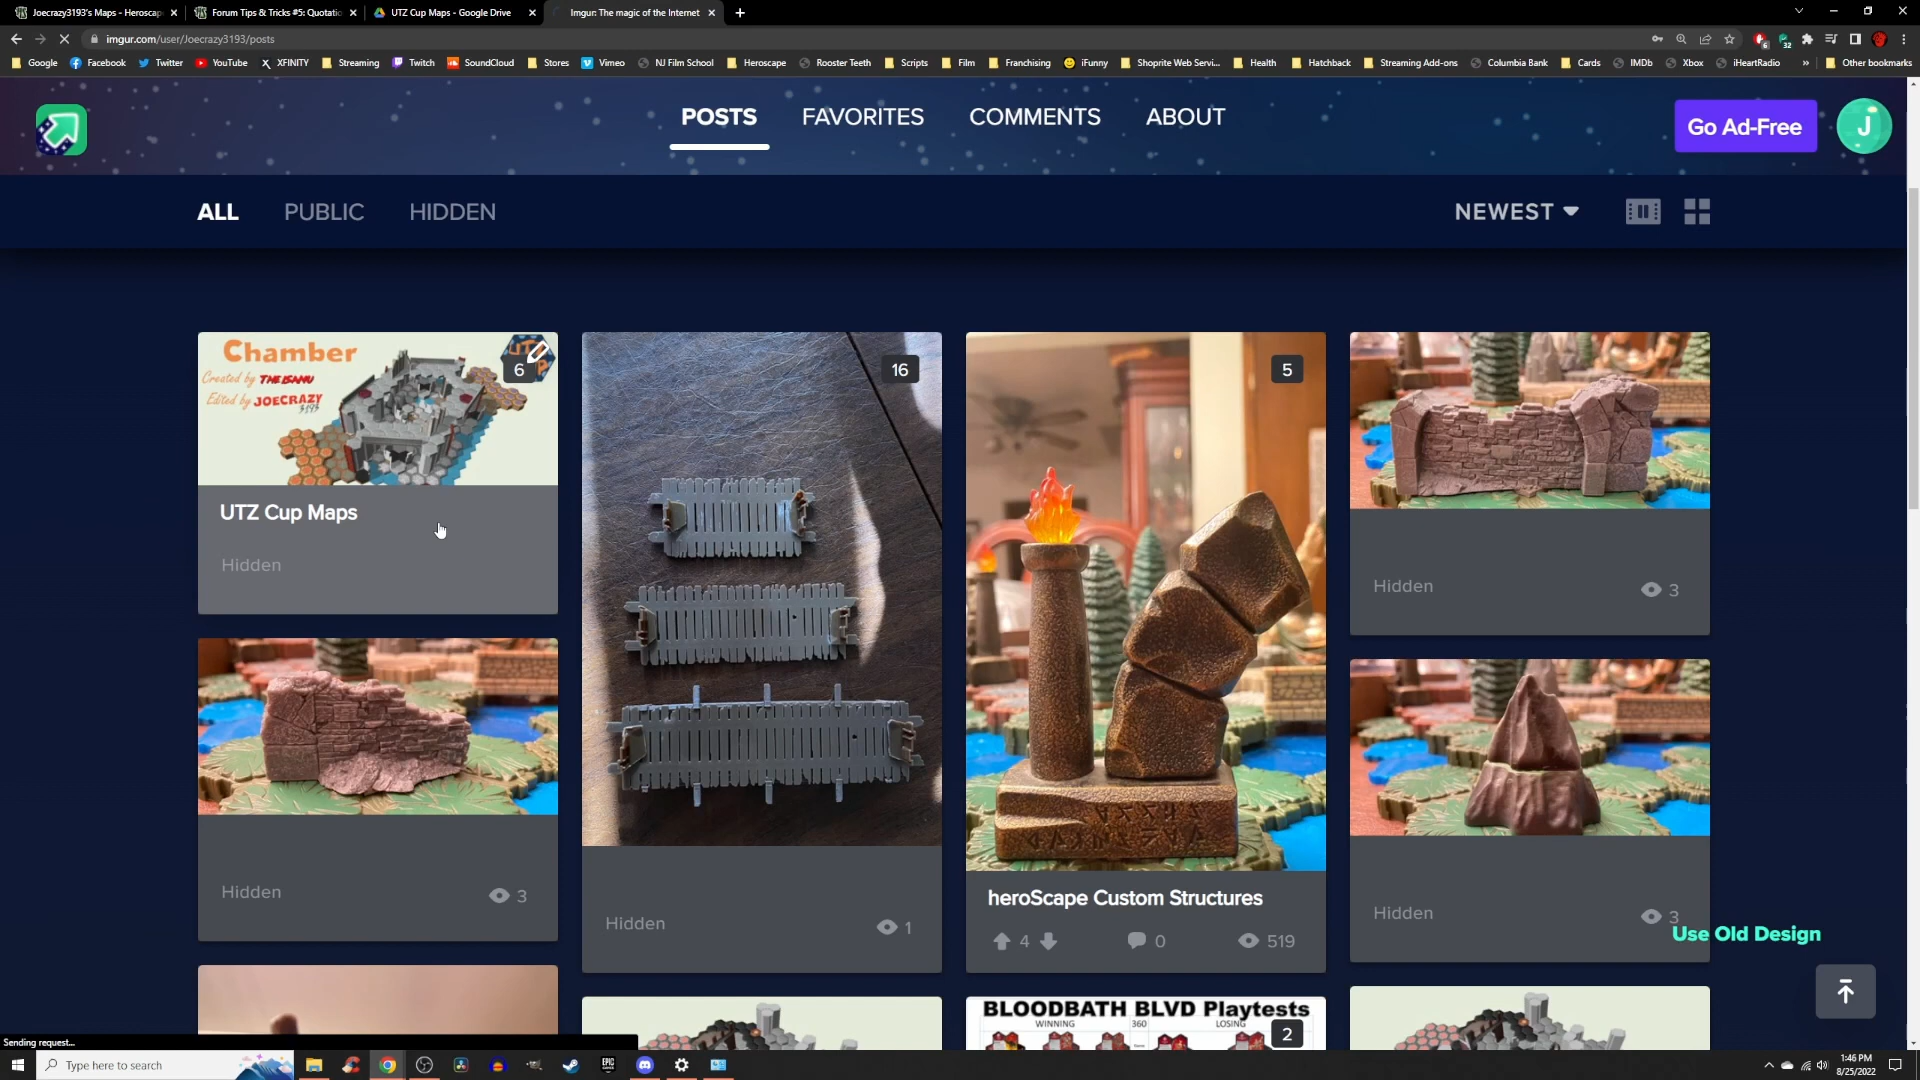 Joecrazy3193's Maps - Heroscap
Forum Tips & Tricks #5: Quotatio
UTZ Cup Maps - Google Drive
Imgur: The magic of the Internet
imgur.com/user/Joecrazy3193/posts
6
32
Google
Facebook
Twitter
YouTube
XFINITY
Streaming
Twitch
SoundCloud
Stores
Vimeo
NJ Film School
Heroscape
Rooster Teeth
Scripts
Film
Franchising
iFunny
Shoprite Web Servi...
Health
Hatchback
Streaming Add-ons
Columbia Bank
Cards
IMDb
Xbox
iHeartRadio
»
Other bookmarks
POSTS
FAVORITES
COMMENTS
ABOUT
Go Ad-Free
J
ALL
PUBLIC
HIDDEN
NEWEST
Chamber
Created by THEISANU
Edited by JOECRAZY
3193
UTZ
6
16
5
UTZ Cup Maps
Hidden
Hidden
3
Hidden
3
Hidden
1
heroScape Custom Structures
4
0
519
Hidden
3
Use Old Design
BLOODBATH BLVD Playtests
WINNING
360
LOSING
2
Sending request...
Type here to search
EPIC
1:46 PM
8/25/2022